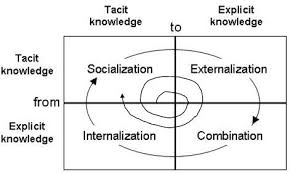 Tacit
knowledge
to
Explicit
knowledge
Tacit
knowledge
Socialization
Externalization
from
Explicit
knowledge
Internalization
Combination